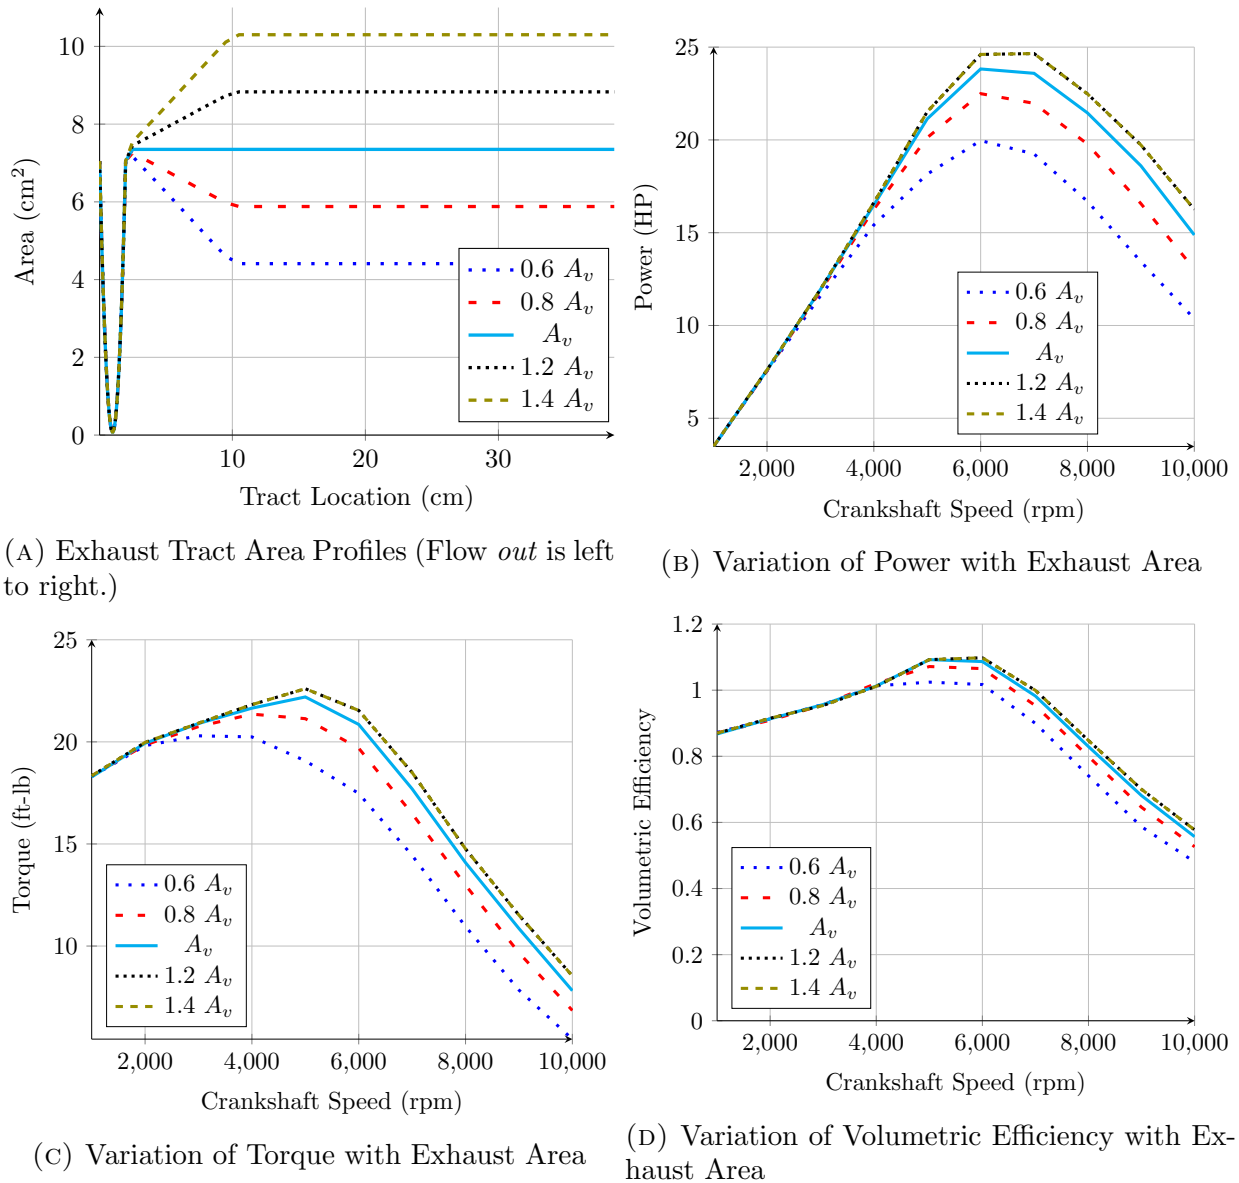 10
8
6
4
2
0
10
20
30
Area (cm²)
Tract Location (cm)
0.6 A_v
0.8 A_v
A_v
1.2 A_v
1.4 A_v
(A) Exhaust Tract Area Profiles (Flow out is left
to right.)
25
20
15
10
5
2,000
4,000
6,000
8,000
10,000
Power (HP)
Crankshaft Speed (rpm)
0.6 A_v
0.8 A_v
A_v
1.2 A_v
1.4 A_v
(B) Variation of Power with Exhaust Area
25
20
15
10
2,000
4,000
6,000
8,000
10,000
Torque (ft-lb)
Crankshaft Speed (rpm)
0.6 A_v
0.8 A_v
A_v
1.2 A_v
1.4 A_v
(C) Variation of Torque with Exhaust Area
1.2
1
0.8
0.6
0.4
0.2
0
2,000
4,000
6,000
8,000
10,000
Volumetric Efficiency
Crankshaft Speed (rpm)
0.6 A_v
0.8 A_v
A_v
1.2 A_v
1.4 A_v
(D) Variation of Volumetric Efficiency with Ex-
haust Area